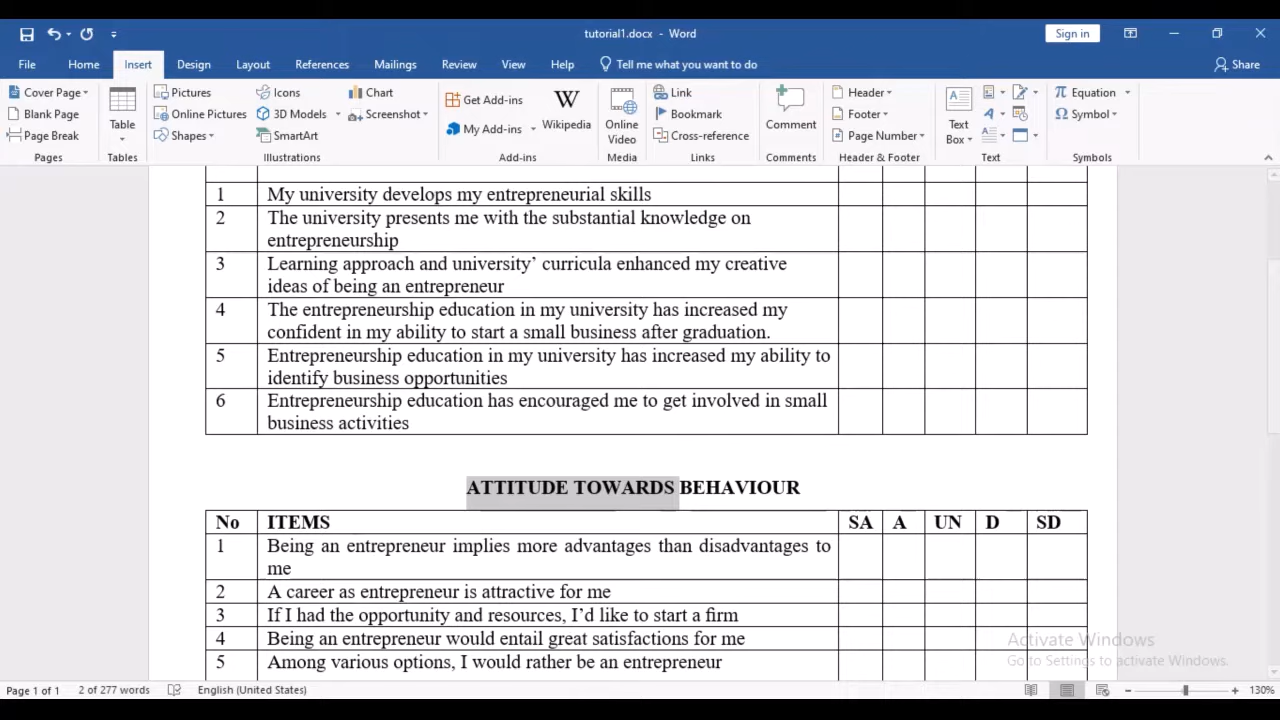 tutorial1.docx - Word
Sign in
File Home Insert Design Layout References Mailings Review View Help Tell me what you want to do Share
Cover Page
Blank Page
Page Break
Pages
Table
Tables
Pictures
Online Pictures
Shapes
Icons
3D Models
SmartArt
Chart
Screenshot
Illustrations
Get Add-ins
My Add-ins
Wikipedia
Add-ins
Online
Video
Media
Link
Bookmark
Cross-reference
Links
Comment
Comments
Header
Footer
Page Number
Header & Footer
Text
Box
Text
Equation
Symbol
Symbols
1 My university develops my entrepreneurial skills
2 The university presents me with the substantial knowledge on
entrepreneurship
3 Learning approach and university’ curricula enhanced my creative
ideas of being an entrepreneur
4 The entrepreneurship education in my university has increased my
confident in my ability to start a small business after graduation.
5 Entrepreneurship education in my university has increased my ability to
identify business opportunities
6 Entrepreneurship education has encouraged me to get involved in small
business activities
ATTITUDE TOWARDS BEHAVIOUR
No ITEMS SA A UN D SD
1 Being an entrepreneur implies more advantages than disadvantages to
me
2 A career as entrepreneur is attractive for me
3 If I had the opportunity and resources, I’d like to start a firm
4 Being an entrepreneur would entail great satisfactions for me
5 Among various options, I would rather be an entrepreneur
Activate Windows
Go to Settings to activate Windows.
Page 1 of 1 2 of 277 words English (United States) 130%